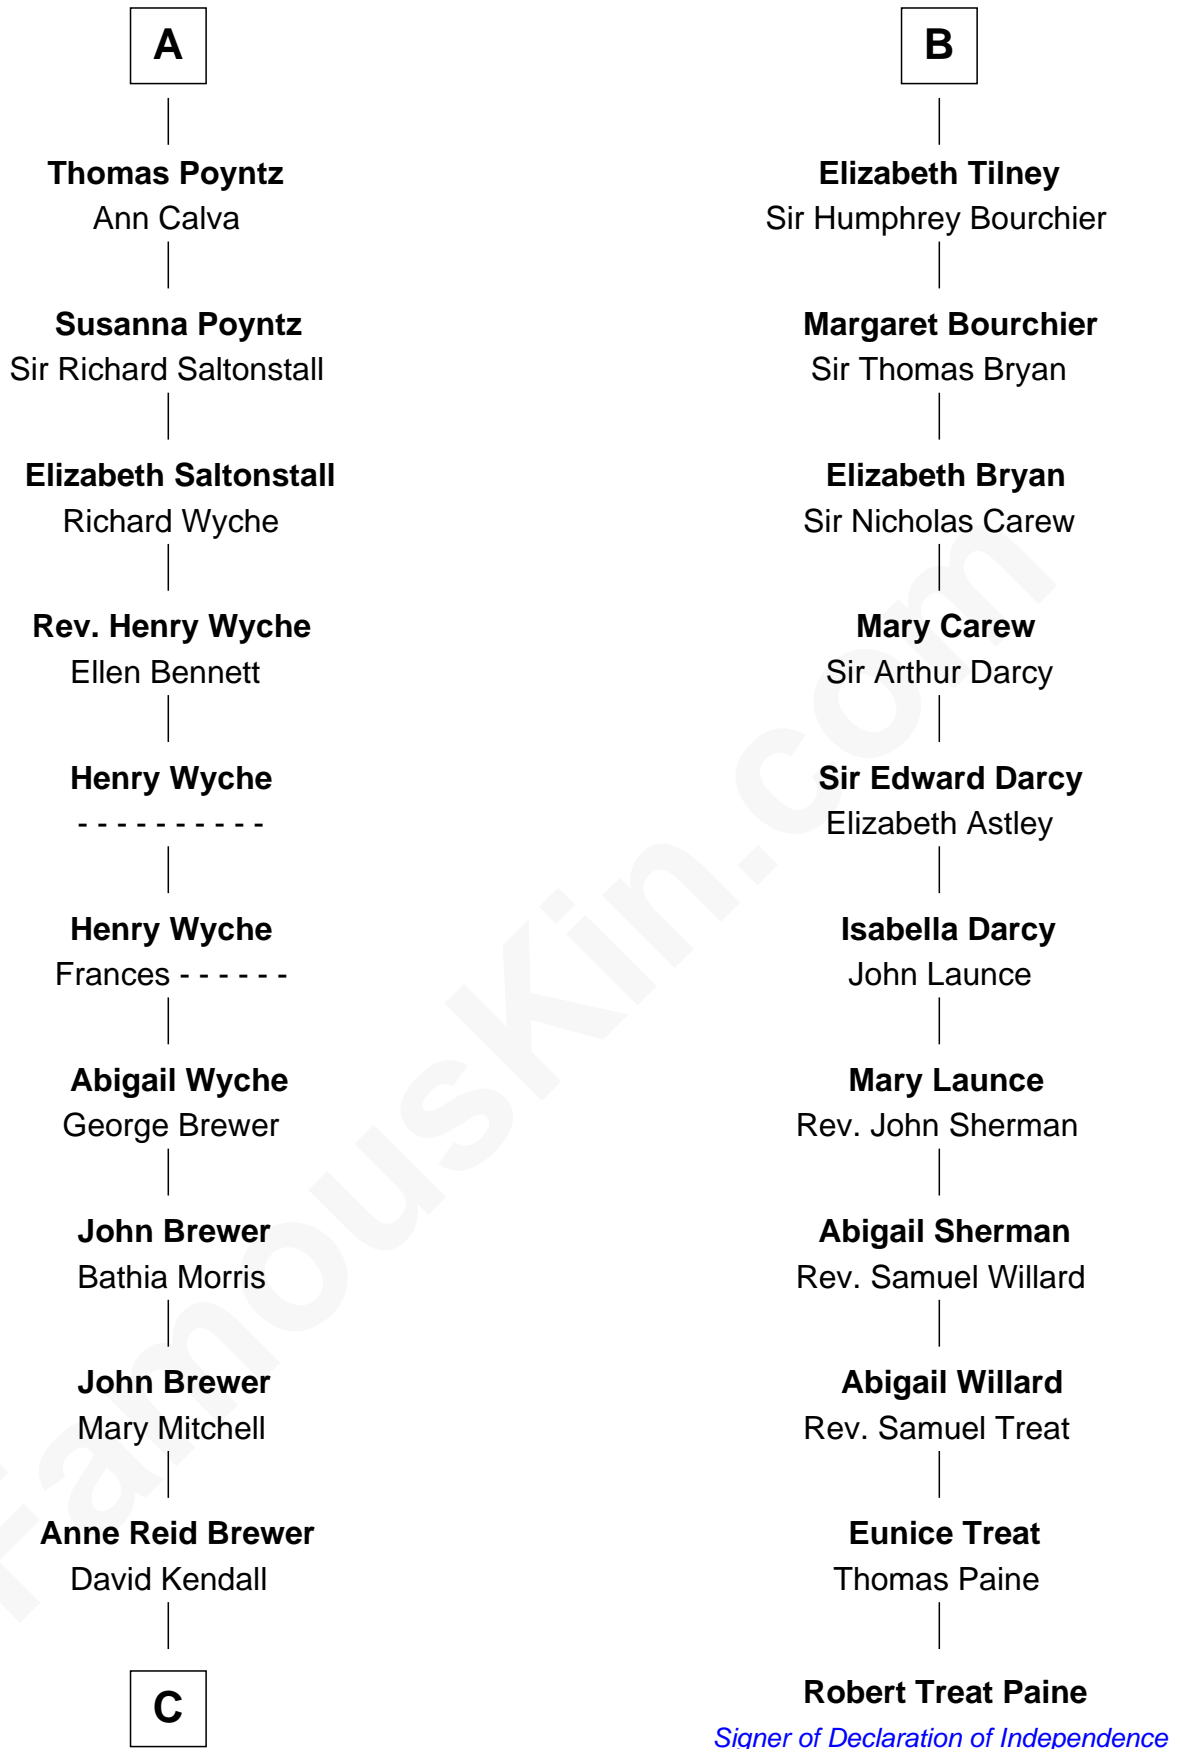 A
Thomas Poyntz
Ann Calva
Susanna Poyntz
Sir Richard Saltonstall
Elizabeth Saltonstall
Richard Wyche
Rev. Henry Wyche
Ellen Bennett
Henry Wyche
- - - - - - - - - -
Henry Wyche
Frances - - - - - -
Abigail Wyche
George Brewer
John Brewer
Bathia Morris
John Brewer
Mary Mitchell
Anne Reid Brewer
David Kendall
C
B
Elizabeth Tilney
Sir Humphrey Bourchier
Margaret Bourchier
Sir Thomas Bryan
Elizabeth Bryan
Sir Nicholas Carew
Mary Carew
Sir Arthur Darcy
Sir Edward Darcy
Elizabeth Astley
Isabella Darcy
John Launce
Mary Launce
Rev. John Sherman
Abigail Sherman
Rev. Samuel Willard
Abigail Willard
Rev. Samuel Treat
Eunice Treat
Thomas Paine
Robert Treat Paine
Signer of Declaration of Independence
FamousKin.com